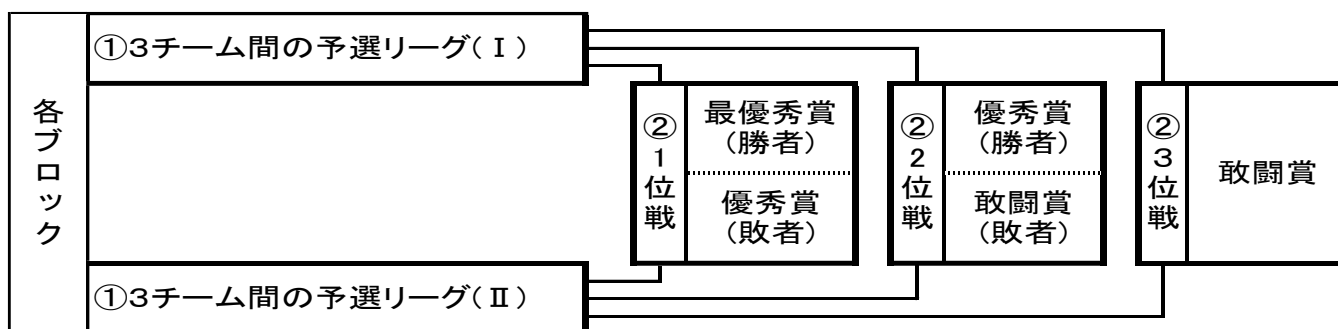 各ブロック
①3チーム間の予選リーグ(Ⅰ)
②1位戦
最優秀賞
(勝者)
優秀賞
(敗者)
②2位戦
優秀賞
(勝者)
敢闘賞
(敗者)
②3位戦
敢闘賞
①3チーム間の予選リーグ(Ⅱ)